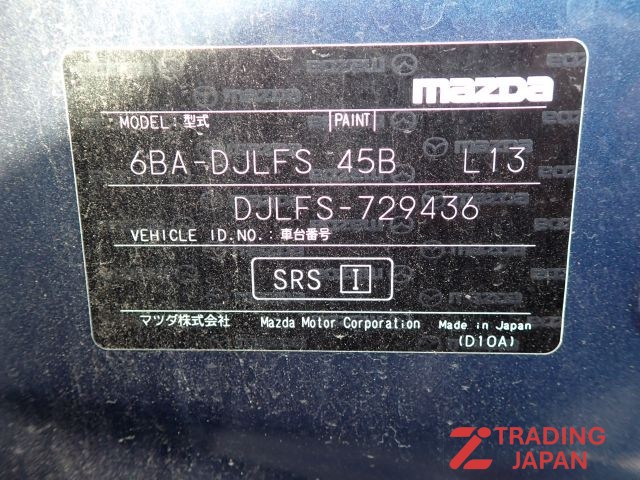 mazda
MODEL: 型式 PAINT
6BA-DJLFS 45B L13
DJLFS-729436
VEHICLE ID.NO.: 車台番号
SRS I
マツダ株式会社 Mazda Motor Corporation Made in Japan
(D10A)
TRADING
JAPAN